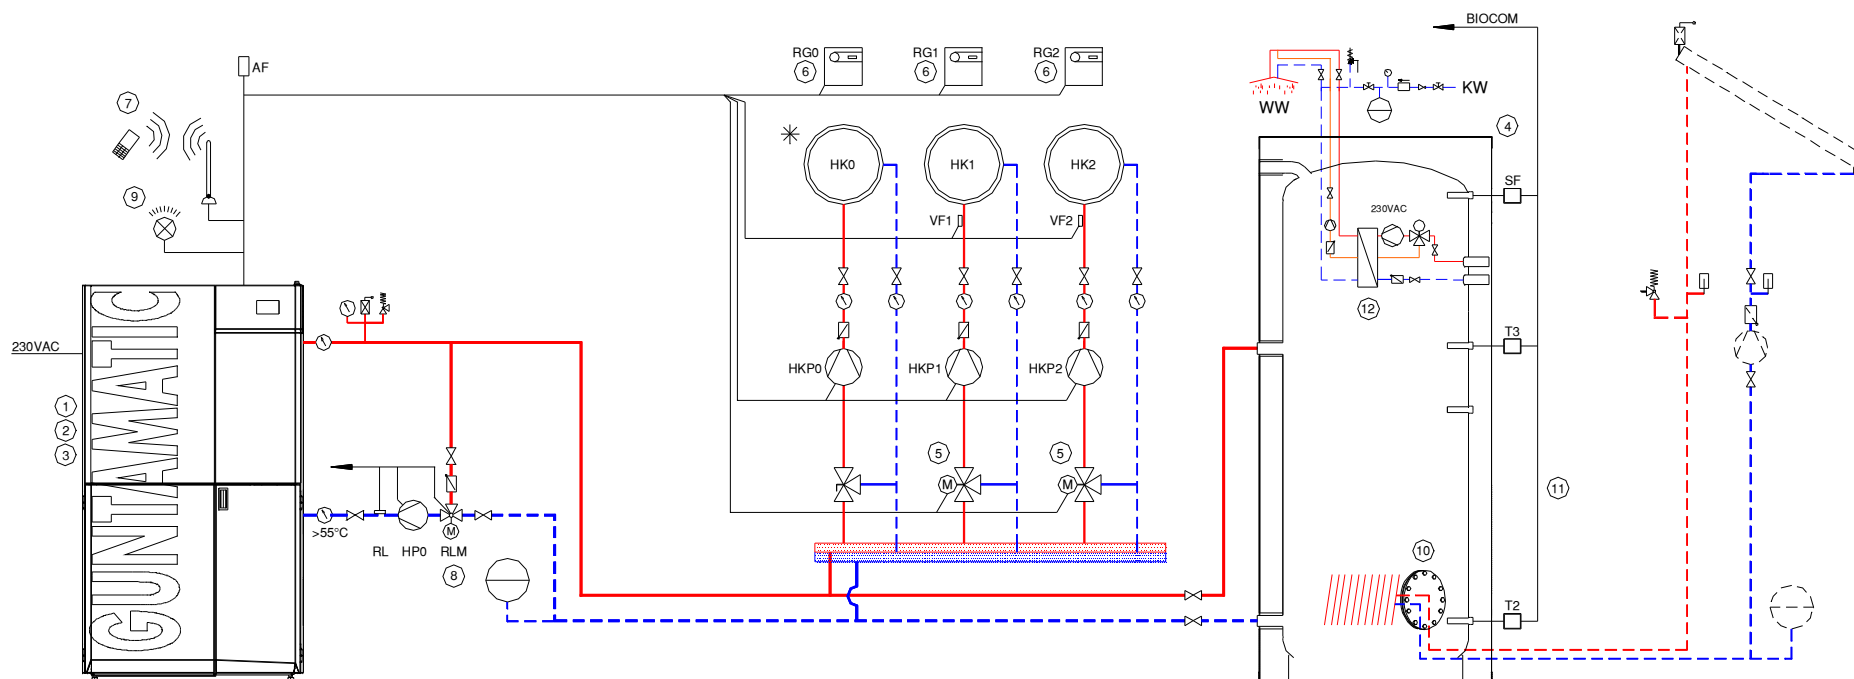 BIOCOM
RG0
RG1
RG2
6
6
6
AF
7
KW
WW
4
HK0
HK1
HK2
SF
9
VF1
VF2
230VAC
12
230VAC
T3
HKP0
HKP1
HKP2
1
2
3
GUNTAMATIC
5
5
M
M
11
>55°C
M
RL
HP0
RLM
8
10
T2